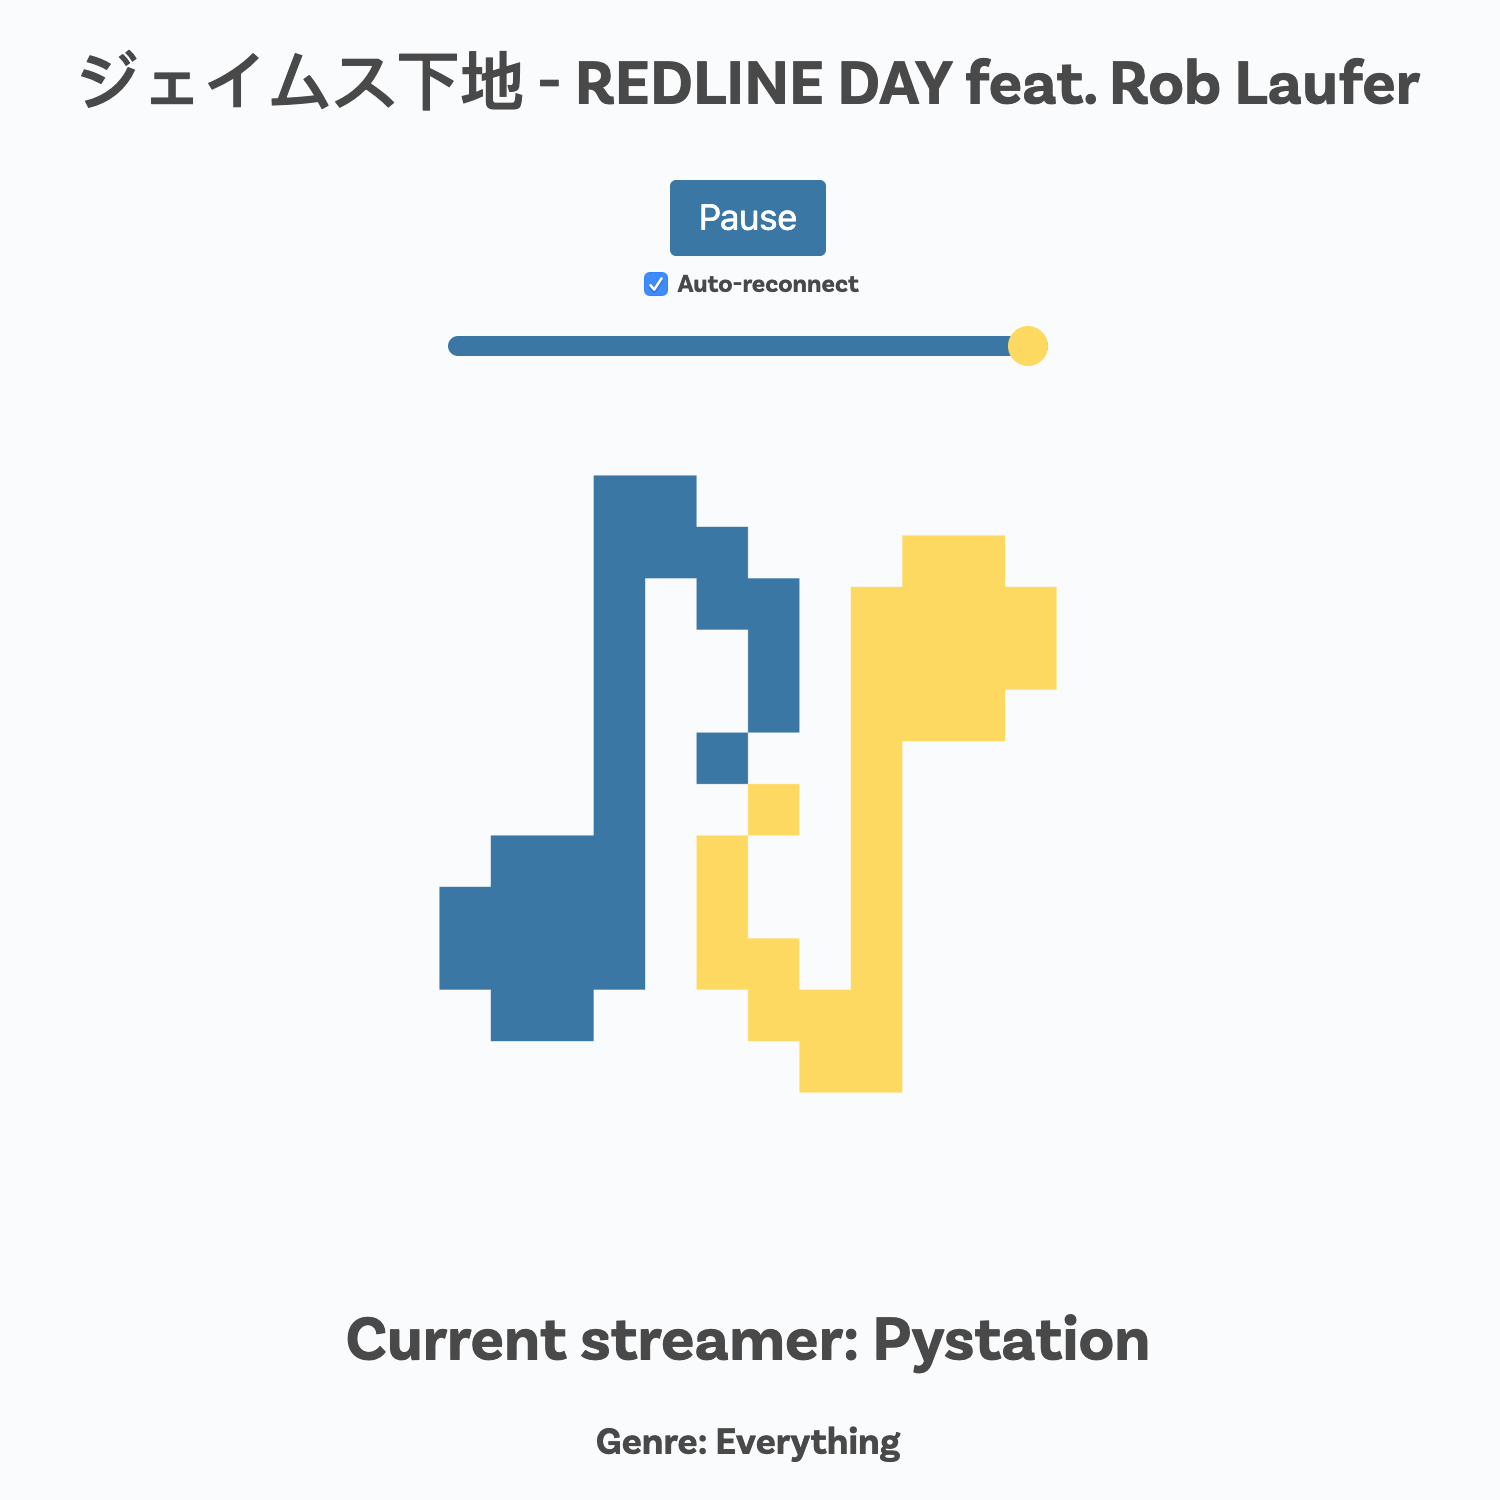 ジェイムス下地 - REDLINE DAY feat. Rob Laufer
Pause
Auto-reconnect
Current streamer: Pystation
Genre: Everything